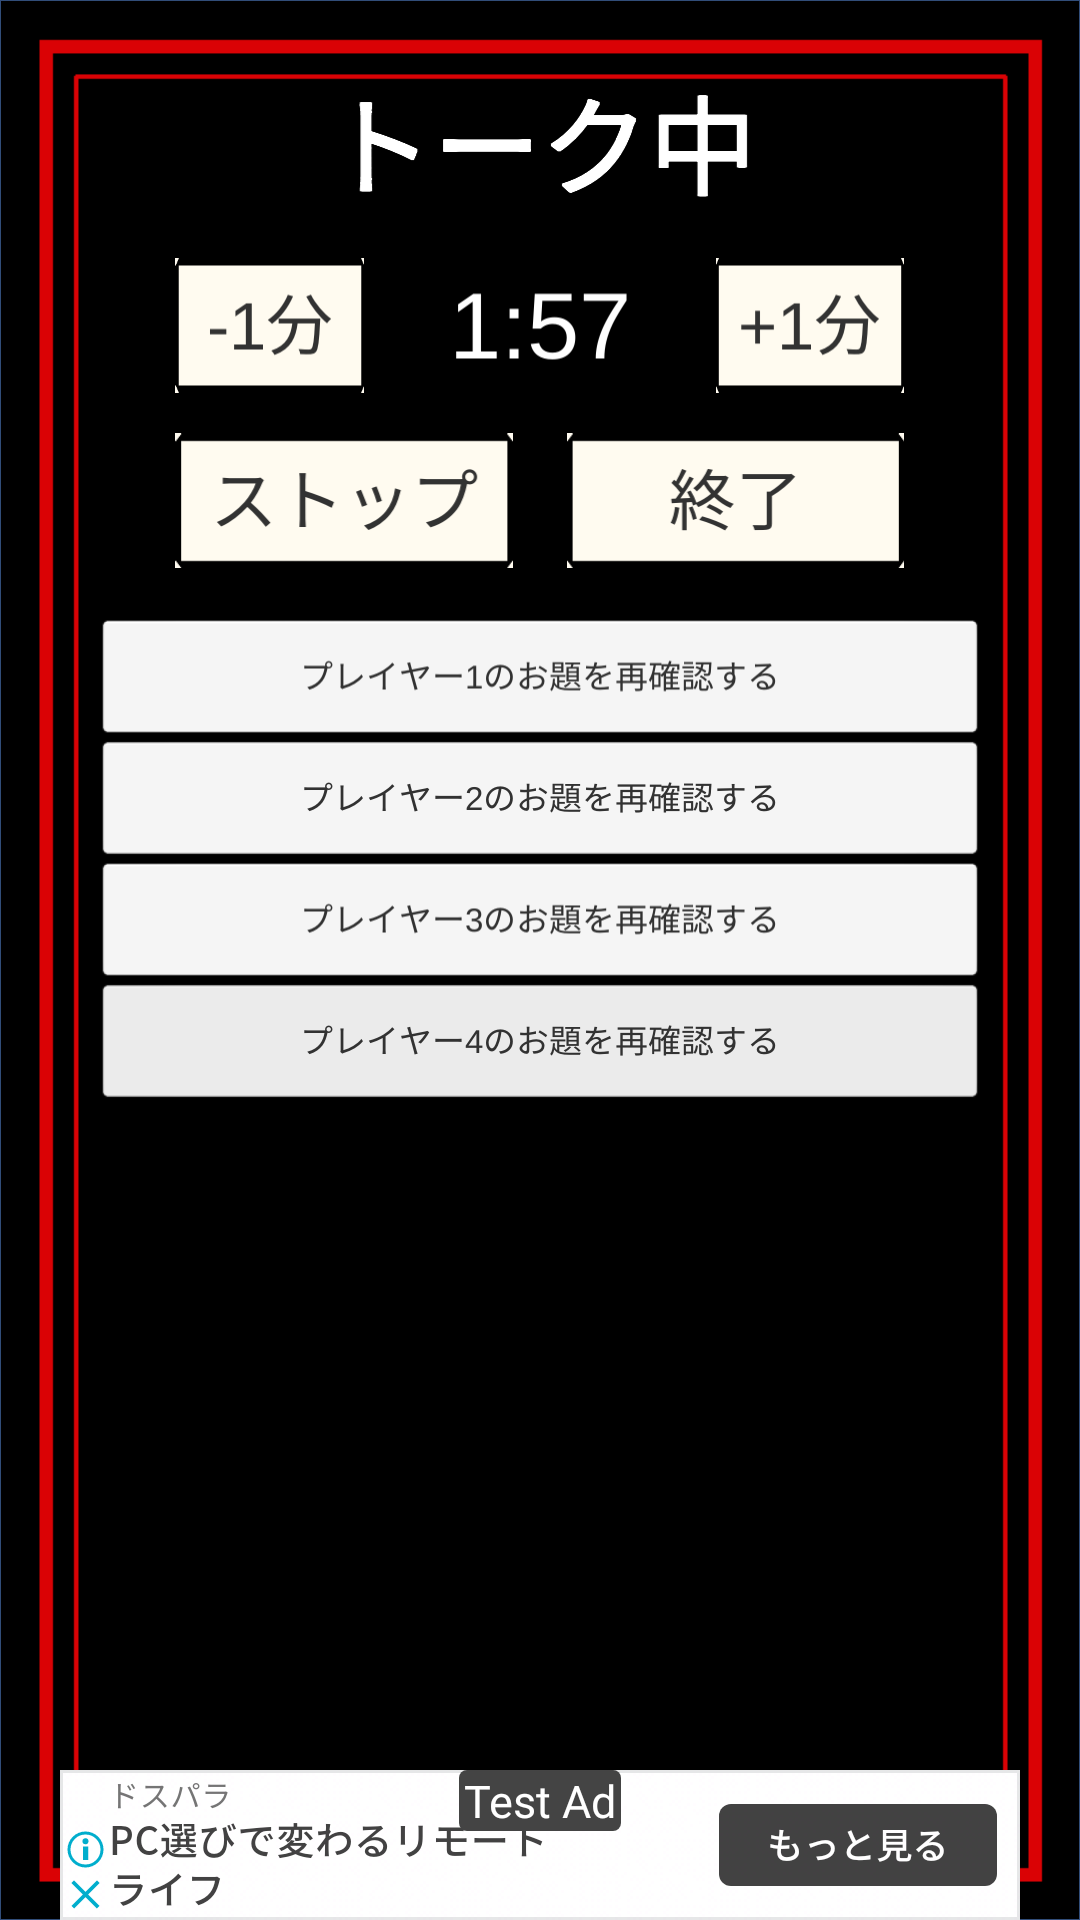 トーク中
-1分 1:57 +1分
ストップ 終了
プレイヤー1のお題を再確認する
プレイヤー2のお題を再確認する
プレイヤー3のお題を再確認する
プレイヤー4のお題を再確認する
Test Ad
ドスパラ
PC選びで変わるリモート
ライフ
もっと見る